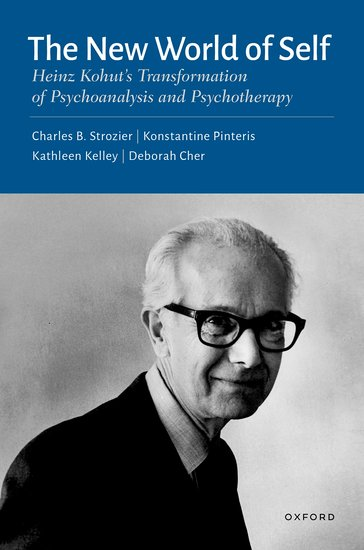 The New World of Self
Heinz Kohut's Transformation
of Psychoanalysis and Psychotherapy
Charles B. Strozier | Konstantine Pinteris
Kathleen Kelley | Deborah Cher
OXFORD